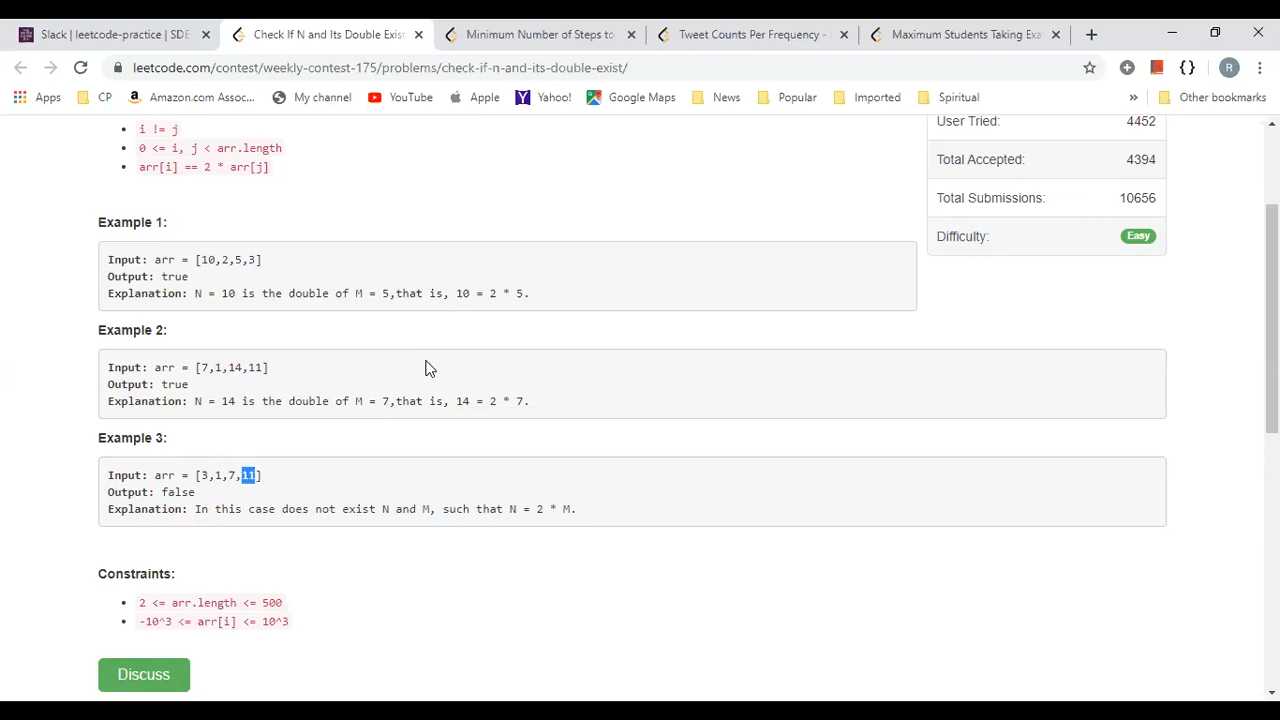 Slack | leetcode-practice | SD
Check If N and Its Double Exist
Minimum Number of Steps to
Tweet Counts Per Frequency -
Maximum Students Taking Exa
leetcode.com/contest/weekly-contest-175/problems/check-if-n-and-its-double-exist/
R
Apps
CP
Amazon.com Assoc...
My channel
YouTube
Apple
Yahoo!
Google Maps
News
Popular
Imported
Spiritual
»
Other bookmarks
i != j
0 <= i, j < arr.length
arr[i] == 2 * arr[j]
User Tried: 4452
Total Accepted: 4394
Total Submissions: 10656
Difficulty: Easy
Example 1:
Input: arr = [10,2,5,3]
Output: true
Explanation: N = 10 is the double of M = 5,that is, 10 = 2 * 5.
Example 2:
Input: arr = [7,1,14,11]
Output: true
Explanation: N = 14 is the double of M = 7,that is, 14 = 2 * 7.
Example 3:
Input: arr = [3,1,7,11]
Output: false
Explanation: In this case does not exist N and M, such that N = 2 * M.
Constraints:
2 <= arr.length <= 500
-10^3 <= arr[i] <= 10^3
Discuss